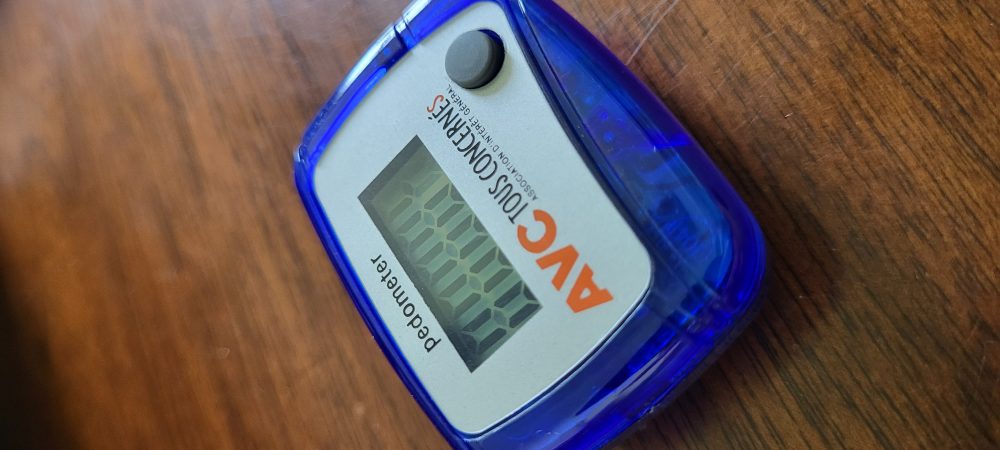 pedometer
AVC TOUS CONCERNÉS
ASSOCIATION D'INTÉRÊT GÉNÉRAL